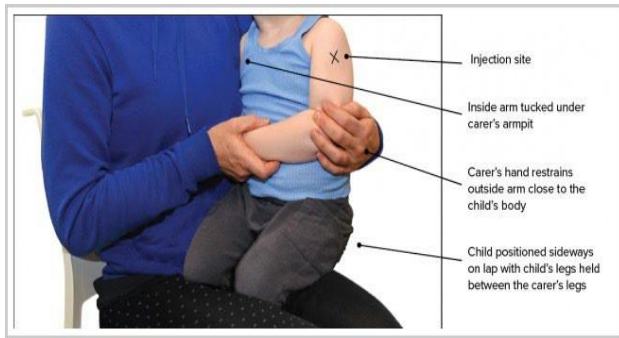 Injection site
Inside arm tucked under
carer's armpit
Carer's hand restrains
outside arm close to the
child's body
Child positioned sideways
on lap with child's legs held
between the carer's legs